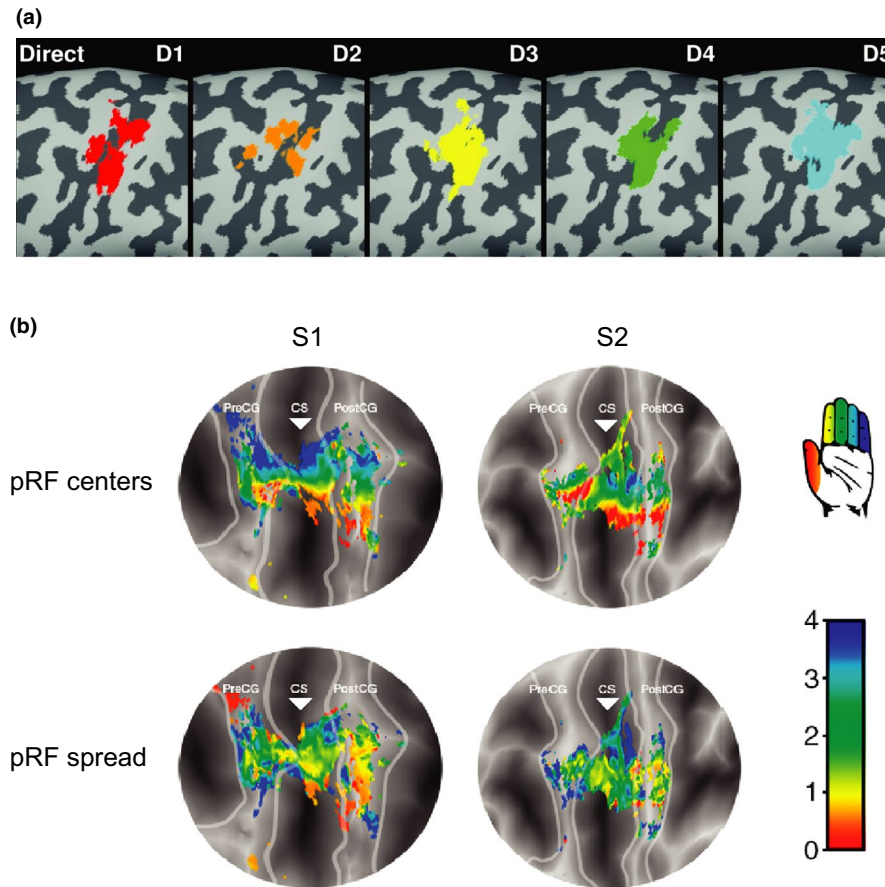 (a)
Direct D1 D2 D3 D4 D5
(b)
S1 S2
PreCG CS PostCG PreCG CS PostCG
pRF centers
4
3
PreCG CS PostCG PreCG CS PostCG
2
pRF spread
1
0